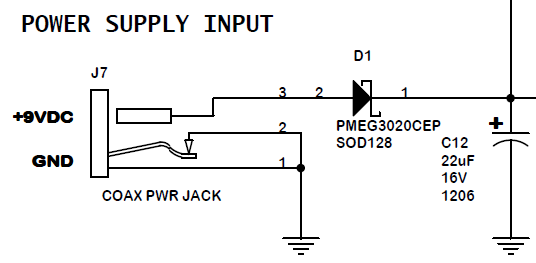 POWER SUPPLY INPUT
D1
J7
3 2 1
+9VDC
2
PMEG3020CEP
SOD128
+
C12
22uF
16V
1206
GND
1
COAX PWR JACK